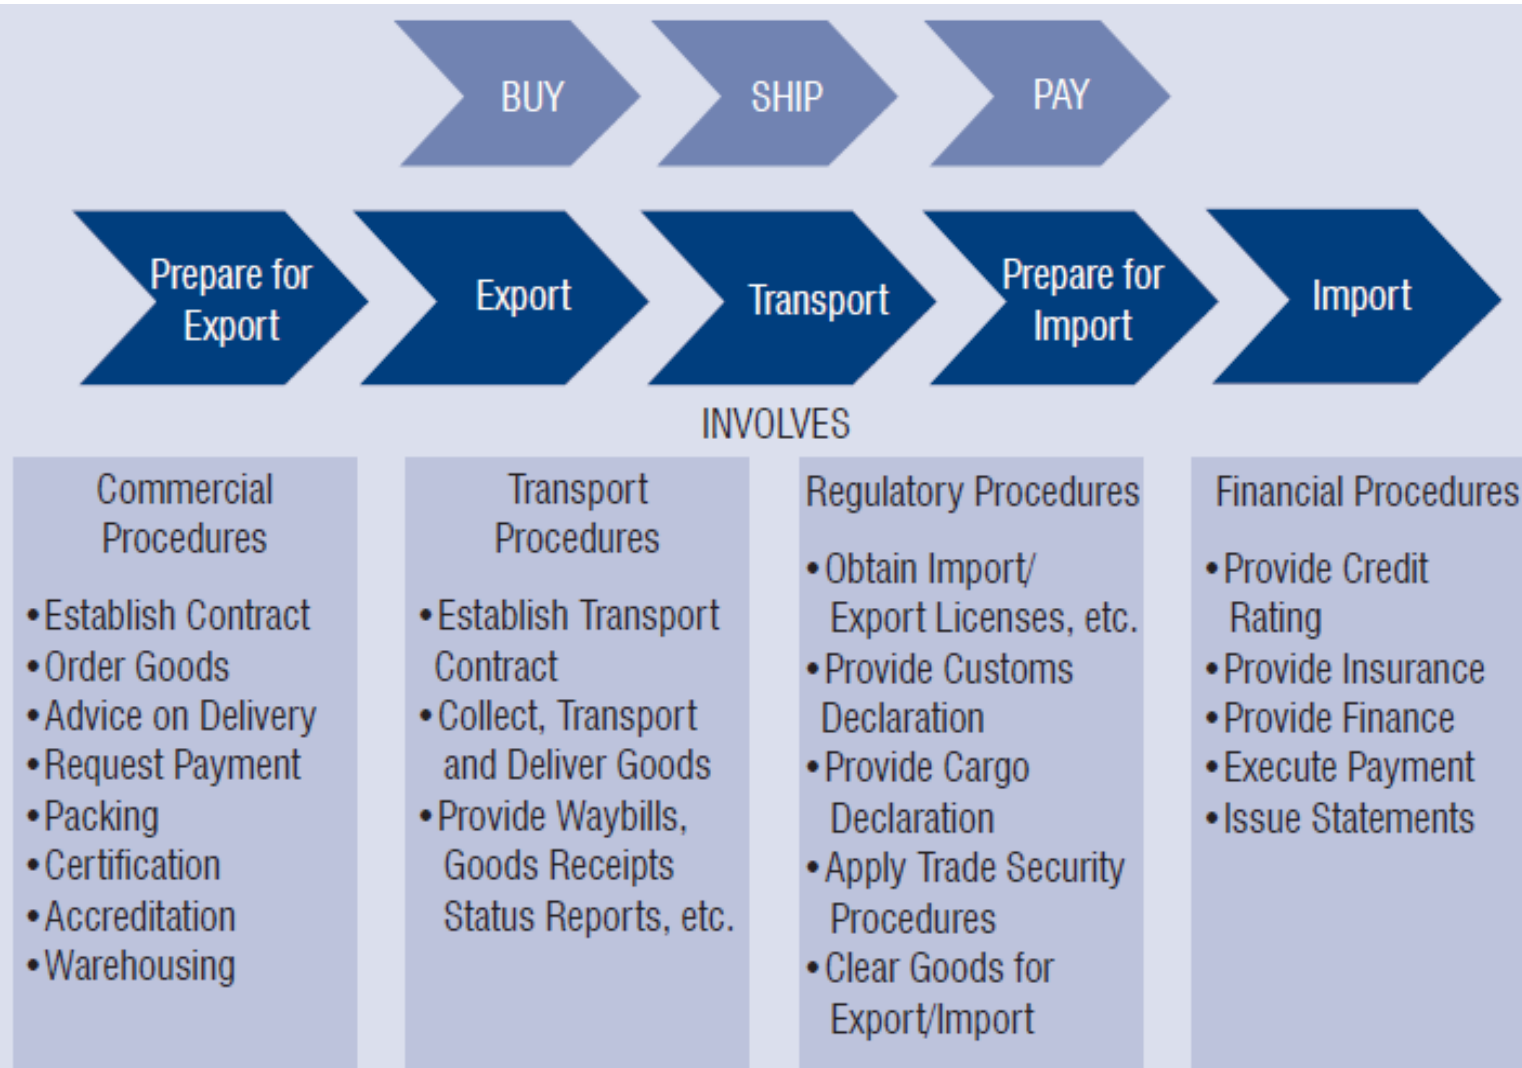 BUY
SHIP
PAY
Prepare for
Export
Export
Transport
Prepare for
Import
Import
INVOLVES
Commercial
Procedures
•Establish Contract
•Order Goods
•Advice on Delivery
•Request Payment
•Packing
•Certification
•Accreditation
•Warehousing
Transport
Procedures
•Establish Transport
Contract
•Collect, Transport
and Deliver Goods
•Provide Waybills,
Goods Receipts
Status Reports, etc.
Regulatory Procedures
•Obtain Import/
Export Licenses, etc.
•Provide Customs
Declaration
•Provide Cargo
Declaration
•Apply Trade Security
Procedures
•Clear Goods for
Export/Import
Financial Procedures
•Provide Credit
Rating
•Provide Insurance
•Provide Finance
•Execute Payment
•Issue Statements